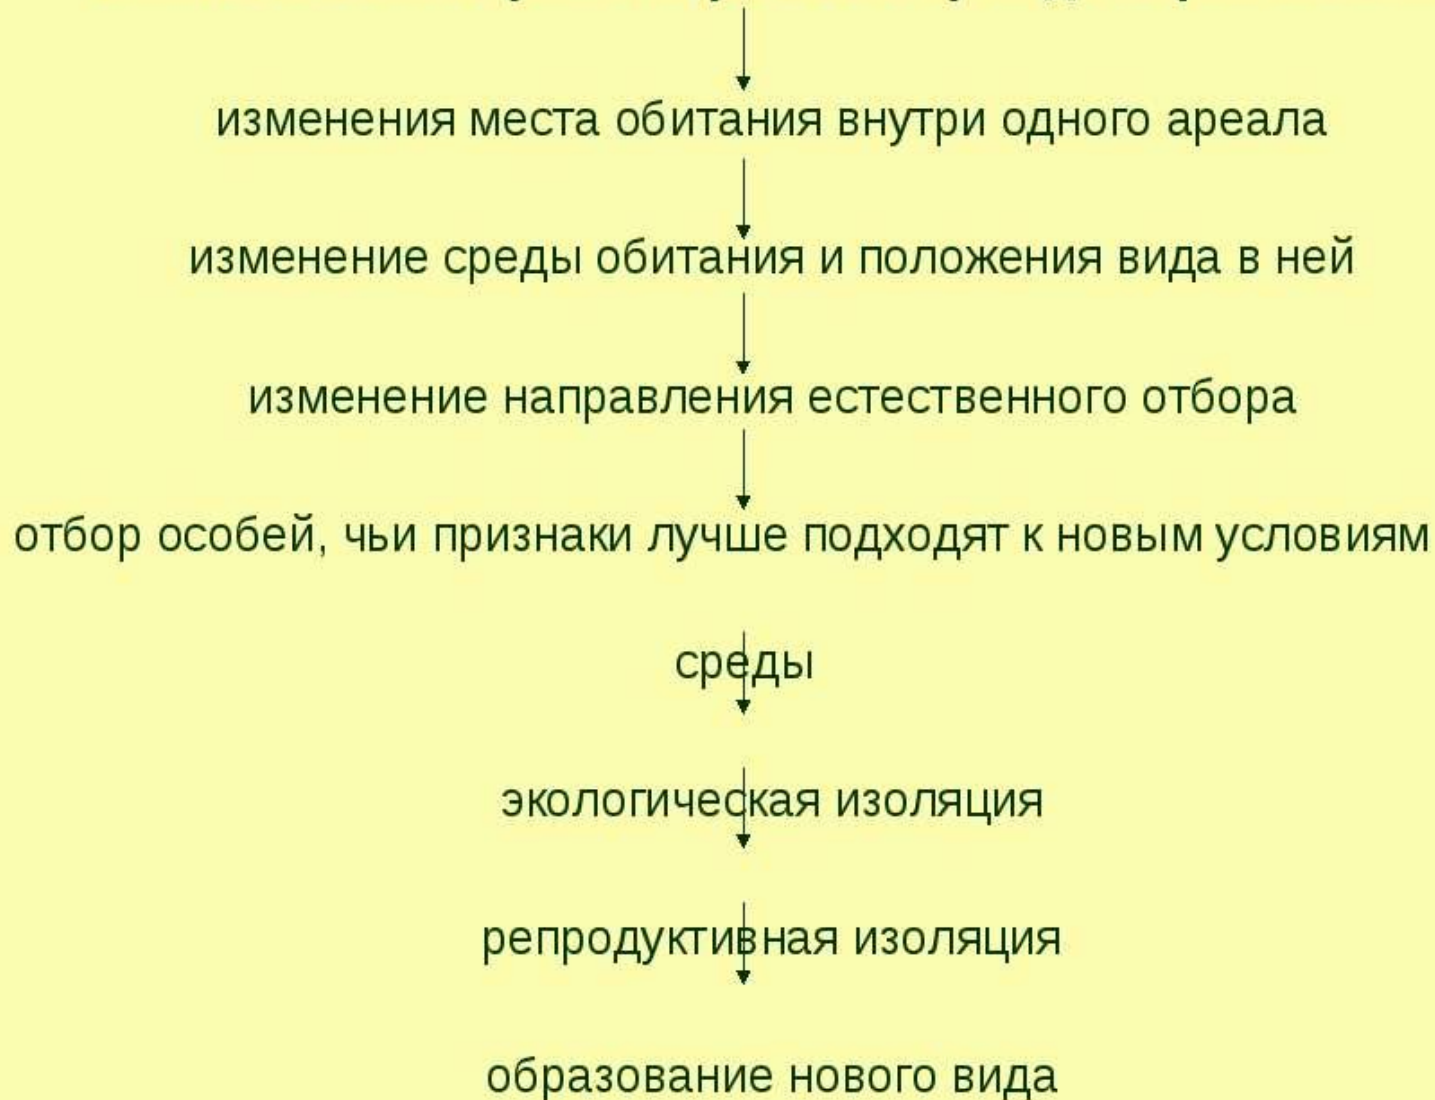 изменения места обитания внутри одного ареала
изменение среды обитания и положения вида в ней
изменение направления естественного отбора
отбор особей, чьи признаки лучше подходят к новым условиям
среды
экологическая изоляция
репродуктивная изоляция
образование нового вида